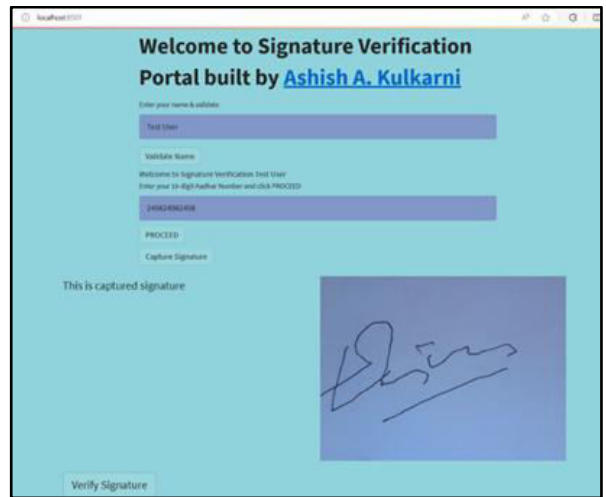 localhost:8501
Welcome to Signature Verification
Portal built by Ashish A. Kulkarni
Enter your name & validate
Test User
Validate Name
Welcome to Signature Verification Test User
Enter your 16-digit Aadhar Number and click PROCEED
PROCEED
Capture Signature
This is captured signature
Verify Signature